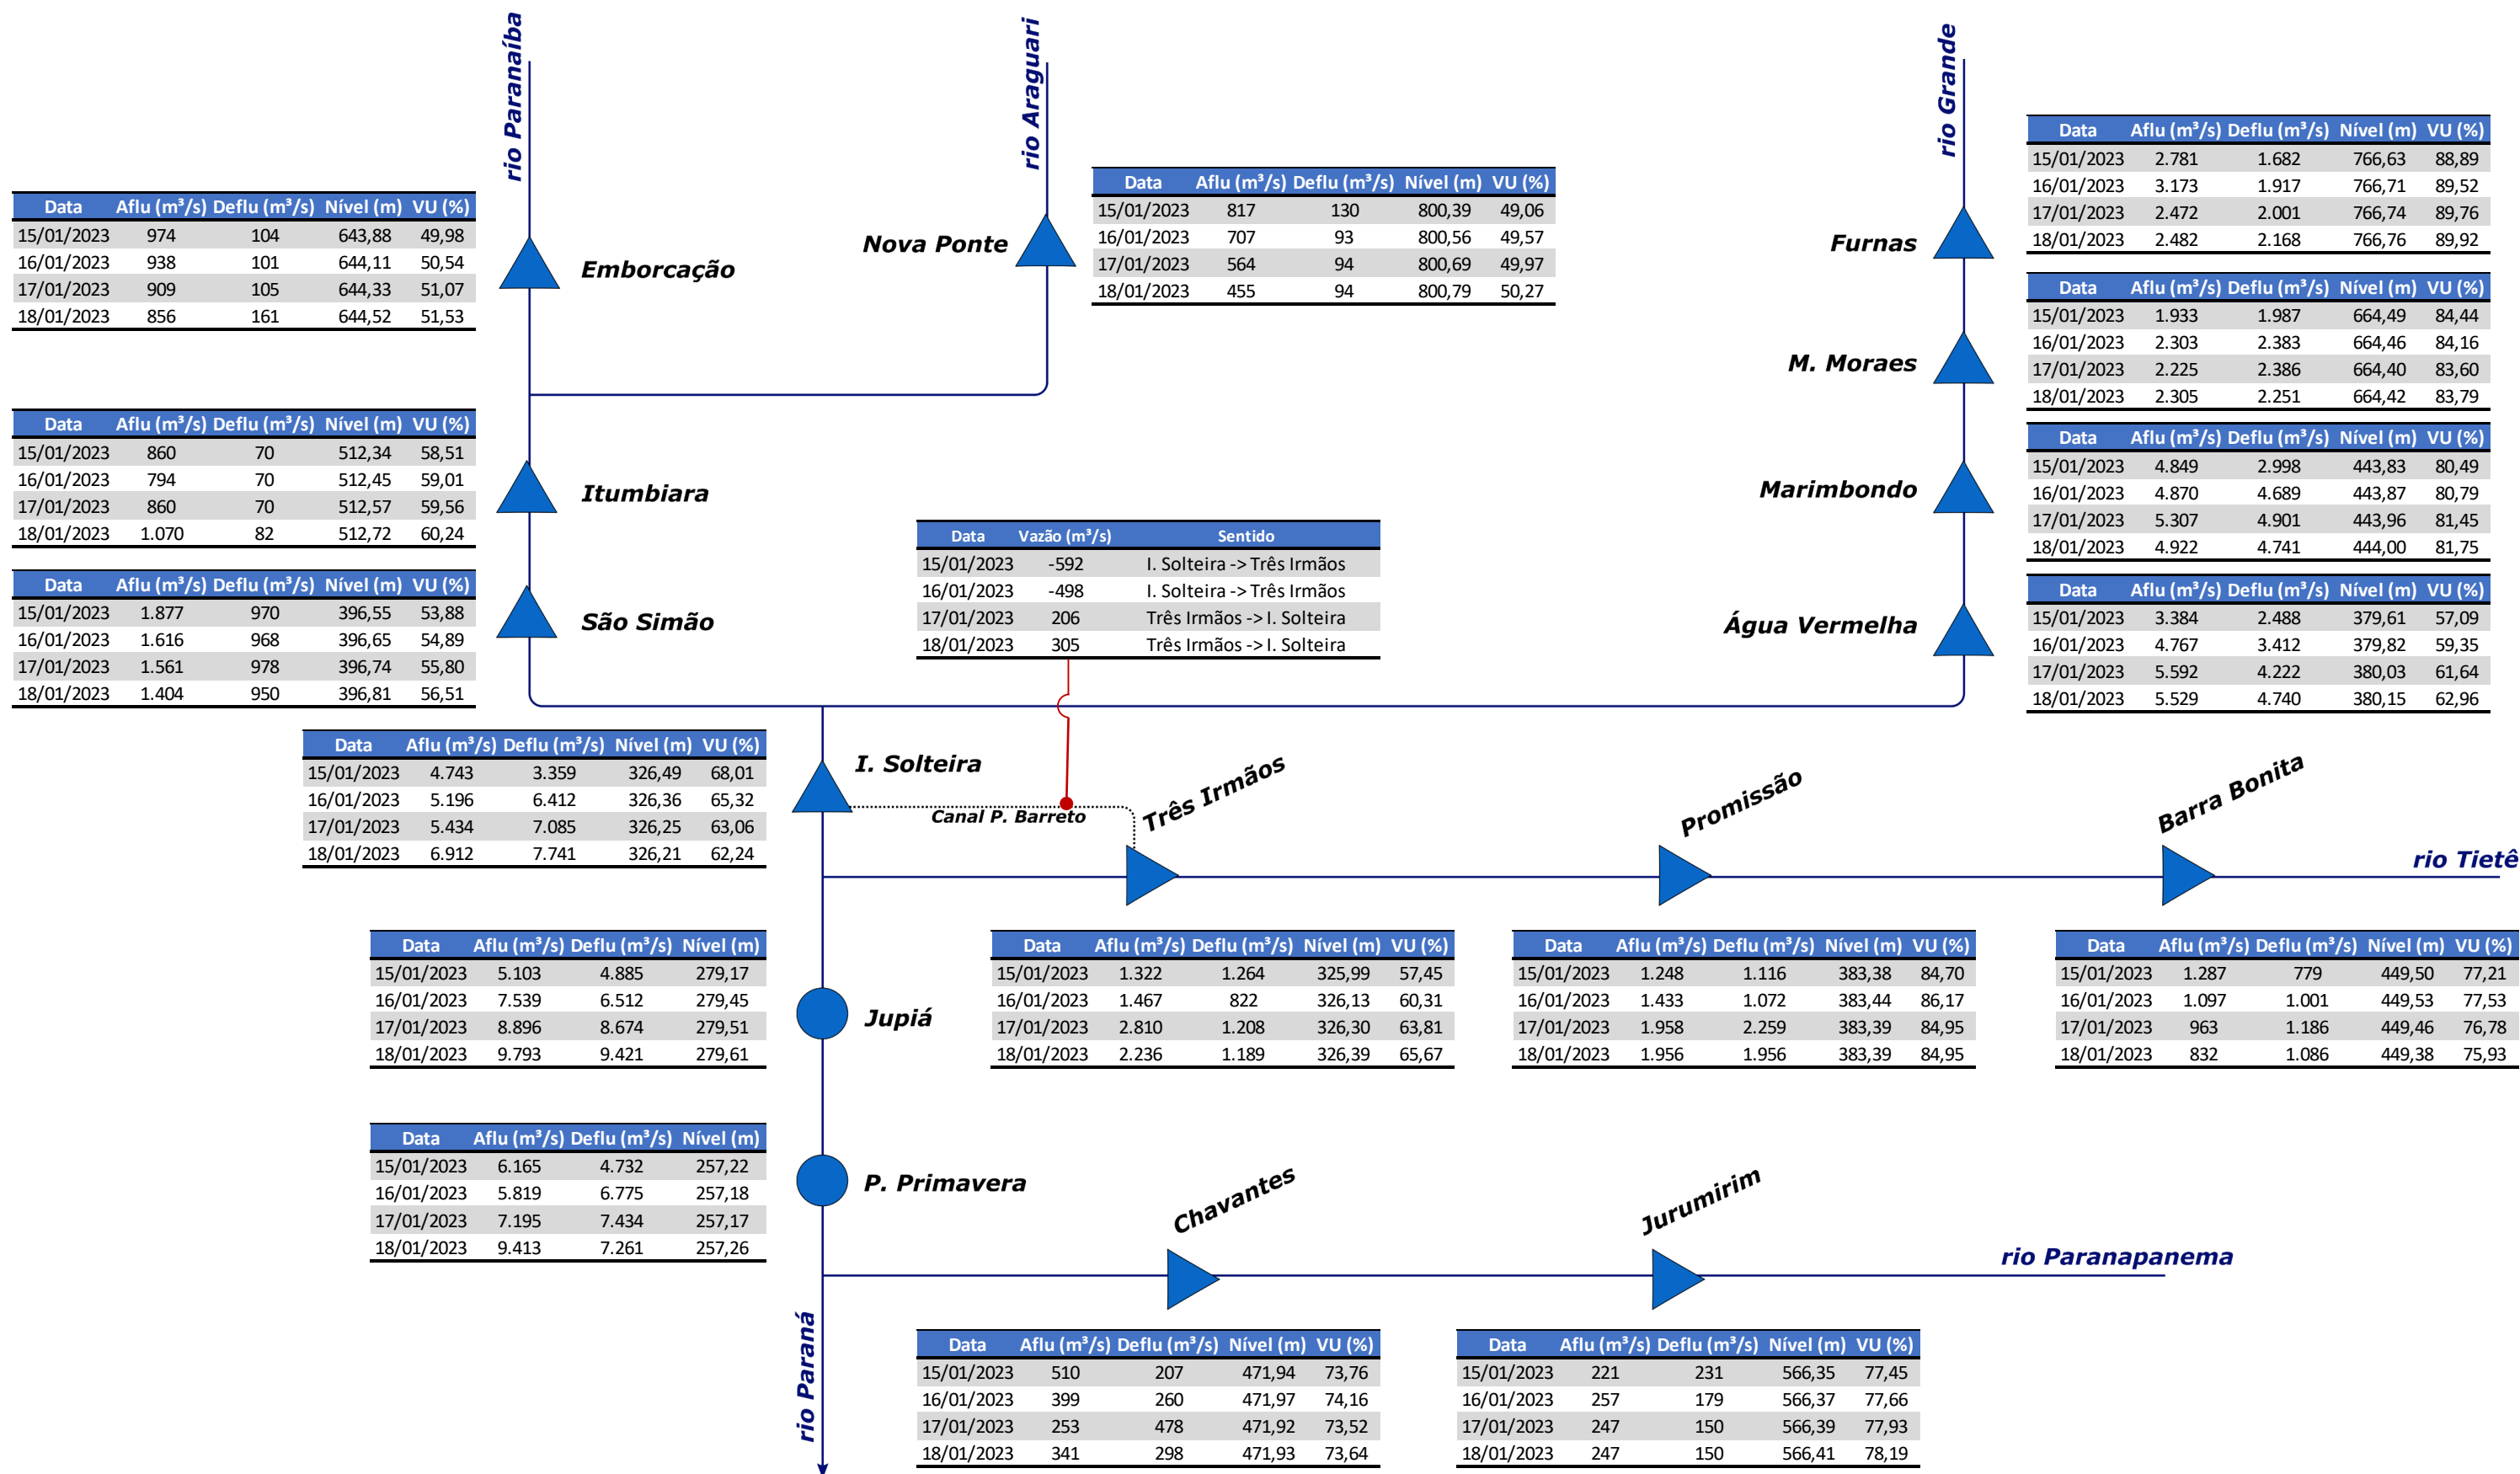 rio Paranaíba
rio Araguari
rio Grande
Data Aflu (m³/s) Deflu (m³/s) Nível (m) VU (%)
15/01/2023 974 104 643,88 49,98
16/01/2023 938 101 644,11 50,54
17/01/2023 909 105 644,33 51,07
18/01/2023 856 161 644,52 51,53
Emborcação
Nova Ponte
Data Aflu (m³/s) Deflu (m³/s) Nível (m) VU (%)
15/01/2023 817 130 800,39 49,06
16/01/2023 707 93 800,56 49,57
17/01/2023 564 94 800,69 49,97
18/01/2023 455 94 800,79 50,27
Furnas
Data Aflu (m³/s) Deflu (m³/s) Nível (m) VU (%)
15/01/2023 2.781 1.682 766,63 88,89
16/01/2023 3.173 1.917 766,71 89,52
17/01/2023 2.472 2.001 766,74 89,76
18/01/2023 2.482 2.168 766,76 89,92
M. Moraes
Data Aflu (m³/s) Deflu (m³/s) Nível (m) VU (%)
15/01/2023 1.933 1.987 664,49 84,44
16/01/2023 2.303 2.383 664,46 84,16
17/01/2023 2.225 2.386 664,40 83,60
18/01/2023 2.305 2.251 664,42 83,79
Data Aflu (m³/s) Deflu (m³/s) Nível (m) VU (%)
15/01/2023 860 70 512,34 58,51
16/01/2023 794 70 512,45 59,01
17/01/2023 860 70 512,57 59,56
18/01/2023 1.070 82 512,72 60,24
Itumbiara
Marimbondo
Data Aflu (m³/s) Deflu (m³/s) Nível (m) VU (%)
15/01/2023 4.849 2.998 443,83 80,49
16/01/2023 4.870 4.689 443,87 80,79
17/01/2023 5.307 4.901 443,96 81,45
18/01/2023 4.922 4.741 444,00 81,75
Data Vazão (m³/s) Sentido
15/01/2023 -592 I. Solteira -> Três Irmãos
16/01/2023 -498 I. Solteira -> Três Irmãos
17/01/2023 206 Três Irmãos -> I. Solteira
18/01/2023 305 Três Irmãos -> I. Solteira
Data Aflu (m³/s) Deflu (m³/s) Nível (m) VU (%)
15/01/2023 1.877 970 396,55 53,88
16/01/2023 1.616 968 396,65 54,89
17/01/2023 1.561 978 396,74 55,80
18/01/2023 1.404 950 396,81 56,51
São Simão
Água Vermelha
Data Aflu (m³/s) Deflu (m³/s) Nível (m) VU (%)
15/01/2023 3.384 2.488 379,61 57,09
16/01/2023 4.767 3.412 379,82 59,35
17/01/2023 5.592 4.222 380,03 61,64
18/01/2023 5.529 4.740 380,15 62,96
Data Aflu (m³/s) Deflu (m³/s) Nível (m) VU (%)
15/01/2023 4.743 3.359 326,49 68,01
16/01/2023 5.196 6.412 326,36 65,32
17/01/2023 5.434 7.085 326,25 63,06
18/01/2023 6.912 7.741 326,21 62,24
I. Solteira
Canal P. Barreto
Três Irmãos
Promissão
Barra Bonita
rio Tietê
Data Aflu (m³/s) Deflu (m³/s) Nível (m)
15/01/2023 5.103 4.885 279,17
16/01/2023 7.539 6.512 279,45
17/01/2023 8.896 8.674 279,51
18/01/2023 9.793 9.421 279,61
Jupiá
Data Aflu (m³/s) Deflu (m³/s) Nível (m) VU (%)
15/01/2023 1.322 1.264 325,99 57,45
16/01/2023 1.467 822 326,13 60,31
17/01/2023 2.810 1.208 326,30 63,81
18/01/2023 2.236 1.189 326,39 65,67
Data Aflu (m³/s) Deflu (m³/s) Nível (m) VU (%)
15/01/2023 1.248 1.116 383,38 84,70
16/01/2023 1.433 1.072 383,44 86,17
17/01/2023 1.958 2.259 383,39 84,95
18/01/2023 1.956 1.956 383,39 84,95
Data Aflu (m³/s) Deflu (m³/s) Nível (m) VU (%)
15/01/2023 1.287 779 449,50 77,21
16/01/2023 1.097 1.001 449,53 77,53
17/01/2023 963 1.186 449,46 76,78
18/01/2023 832 1.086 449,38 75,93
Data Aflu (m³/s) Deflu (m³/s) Nível (m)
15/01/2023 6.165 4.732 257,22
16/01/2023 5.819 6.775 257,18
17/01/2023 7.195 7.434 257,17
18/01/2023 9.413 7.261 257,26
P. Primavera
Chavantes
Jurumirim
rio Paranapanema
rio Paraná
Data Aflu (m³/s) Deflu (m³/s) Nível (m) VU (%)
15/01/2023 510 207 471,94 73,76
16/01/2023 399 260 471,97 74,16
17/01/2023 253 478 471,92 73,52
18/01/2023 341 298 471,93 73,64
Data Aflu (m³/s) Deflu (m³/s) Nível (m) VU (%)
15/01/2023 221 231 566,35 77,45
16/01/2023 257 179 566,37 77,66
17/01/2023 247 150 566,39 77,93
18/01/2023 247 150 566,41 78,19